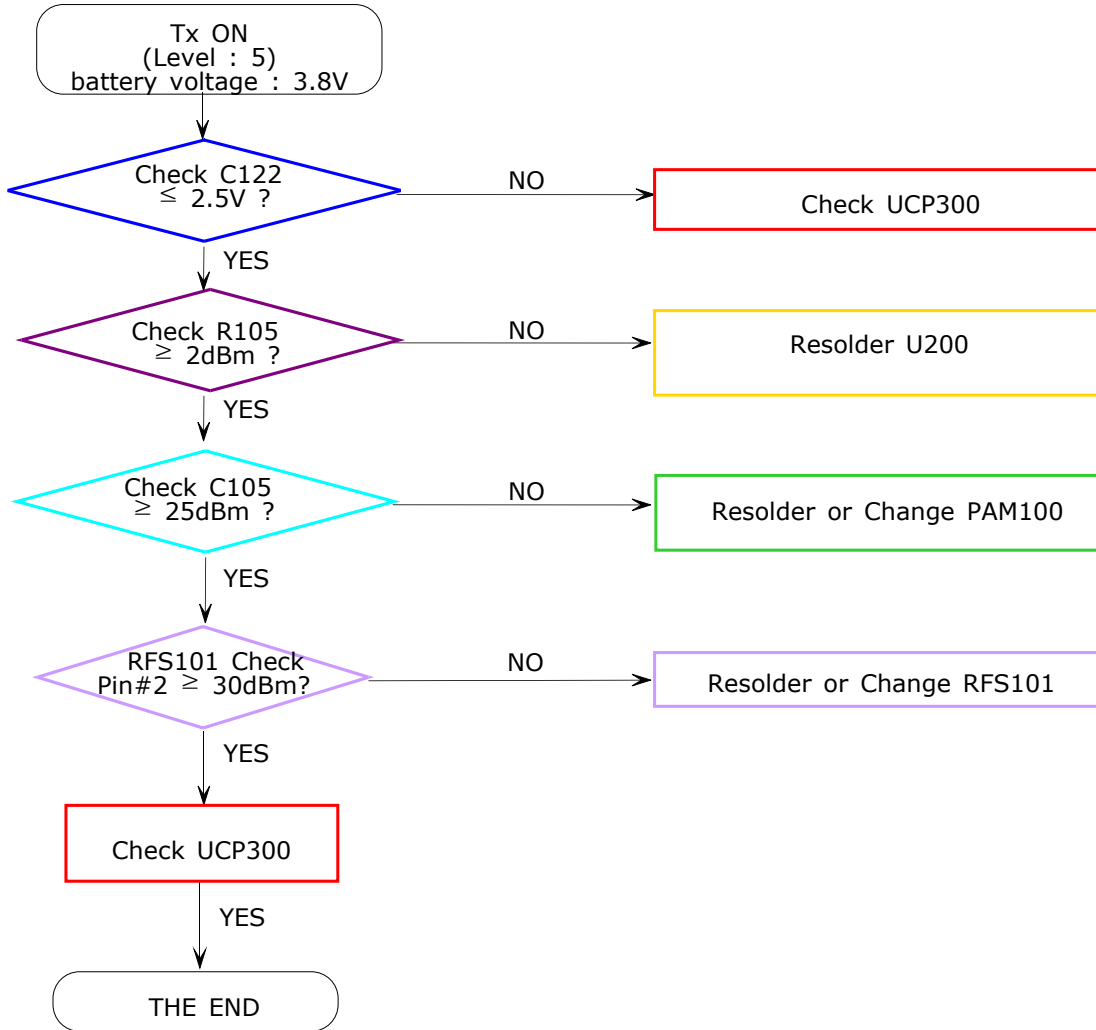 Tx ON
(Level : 5)
battery voltage : 3.8V
Check C122
≤ 2.5V ?
NO
Check UCP300
YES
Check R105
≥ 2dBm ?
NO
Resolder U200
YES
Check C105
≥ 25dBm ?
NO
Resolder or Change PAM100
YES
RFS101 Check
Pin#2 ≥ 30dBm?
NO
Resolder or Change RFS101
YES
Check UCP300
YES
THE END